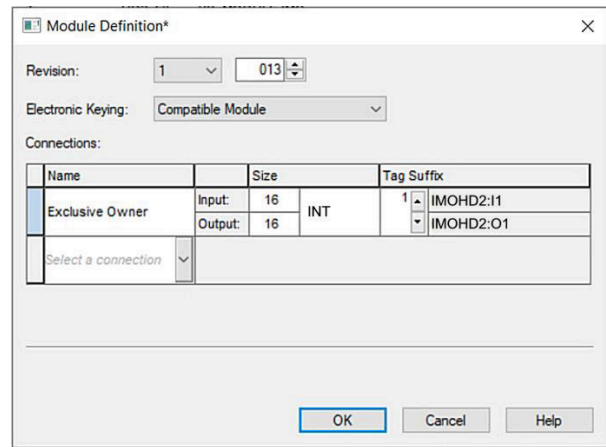 Module Definition*
Revision: 1 013
Electronic Keying: Compatible Module
Connections:
Name Size Tag Suffix
Exclusive Owner Input: 16 INT 1 IMOHD2:I1
Output: 16 IMOHD2:O1
Select a connection
OK Cancel Help